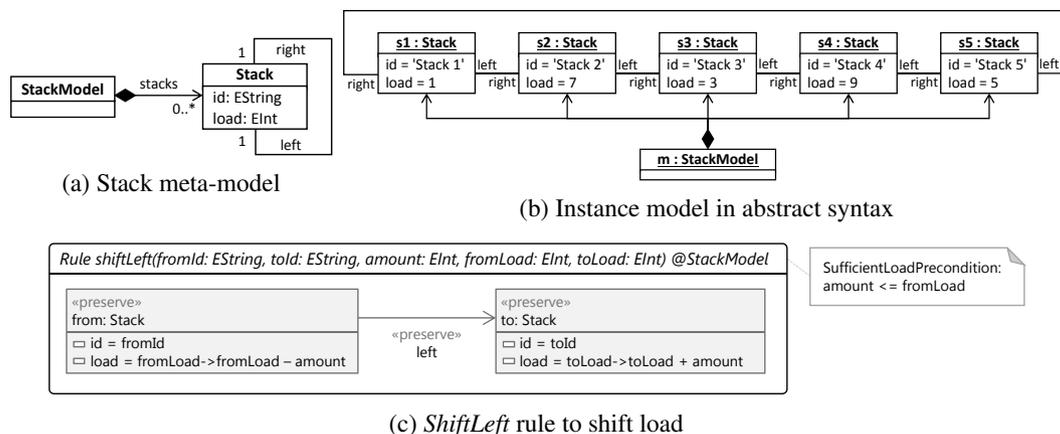 1
right
Stack
id: EString
load: EInt
StackModel
stacks
0..*
1
left
(a) Stack meta-model
s1 : Stack
id = 'Stack 1'
load = 1
s2 : Stack
id = 'Stack 2'
load = 7
s3 : Stack
id = 'Stack 3'
load = 3
s4 : Stack
id = 'Stack 4'
load = 9
s5 : Stack
id = 'Stack 5'
load = 5
right
left
right
left
right
left
right
left
right
left
m : StackModel
(b) Instance model in abstract syntax
Rule shiftLeft(fromId: EString, toId: EString, amount: EInt, fromLoad: EInt, toLoad: EInt) @StackModel
«preserve»
from: Stack
id = fromId
load = fromLoad->fromLoad – amount
«preserve»
left
«preserve»
to: Stack
id = toId
load = toLoad->toLoad + amount
SufficientLoadPrecondition:
amount <= fromLoad
(c) ShiftLeft rule to shift load